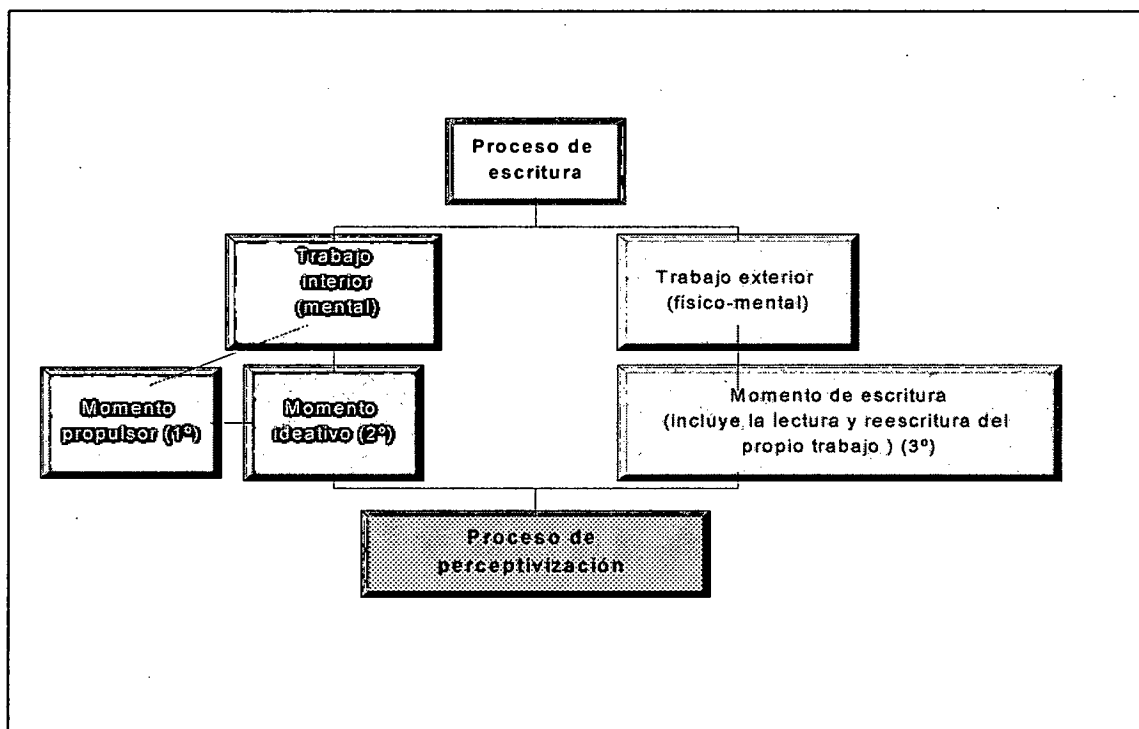 Proceso de
escritura
Trabajo
interior
(mental)
Trabajo exterior
(físico-mental)
Momento
propulsor (1º)
Momento
ideativo (2º)
Momento de escritura
(incluye la lectura y reescritura del
propio trabajo ) (3º)
Proceso de
perceptivización